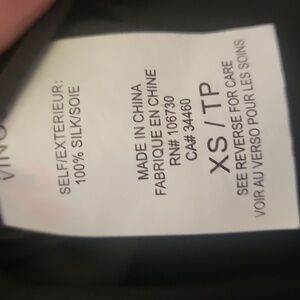 SELF/EXTERIEUR:
100% SILK/SOIE
MADE IN CHINA
FABRIQUE EN CHINE
RN# 106730
CA# 34460
XS / TP
SEE REVERSE FOR CARE
VOIR AU VERSO POUR LES SOINS